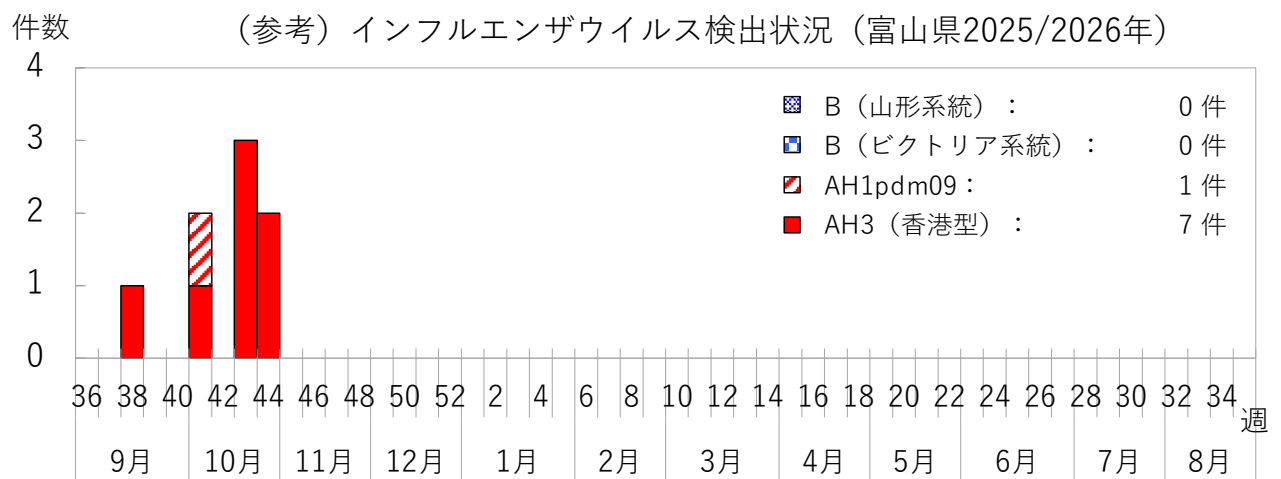 件数
（参考）インフルエンザウイルス検出状況（富山県2025/2026年）
4
3
2
1
0
B（山形系統）： 0 件
B（ビクトリア系統）： 0 件
AH1pdm09： 1 件
AH3（香港型）： 7 件
36 38 40 42 44 46 48 50 52 2 4 6 8 10 12 14 16 18 20 22 24 26 28 30 32 34
週
9月 10月 11月 12月 1月 2月 3月 4月 5月 6月 7月 8月